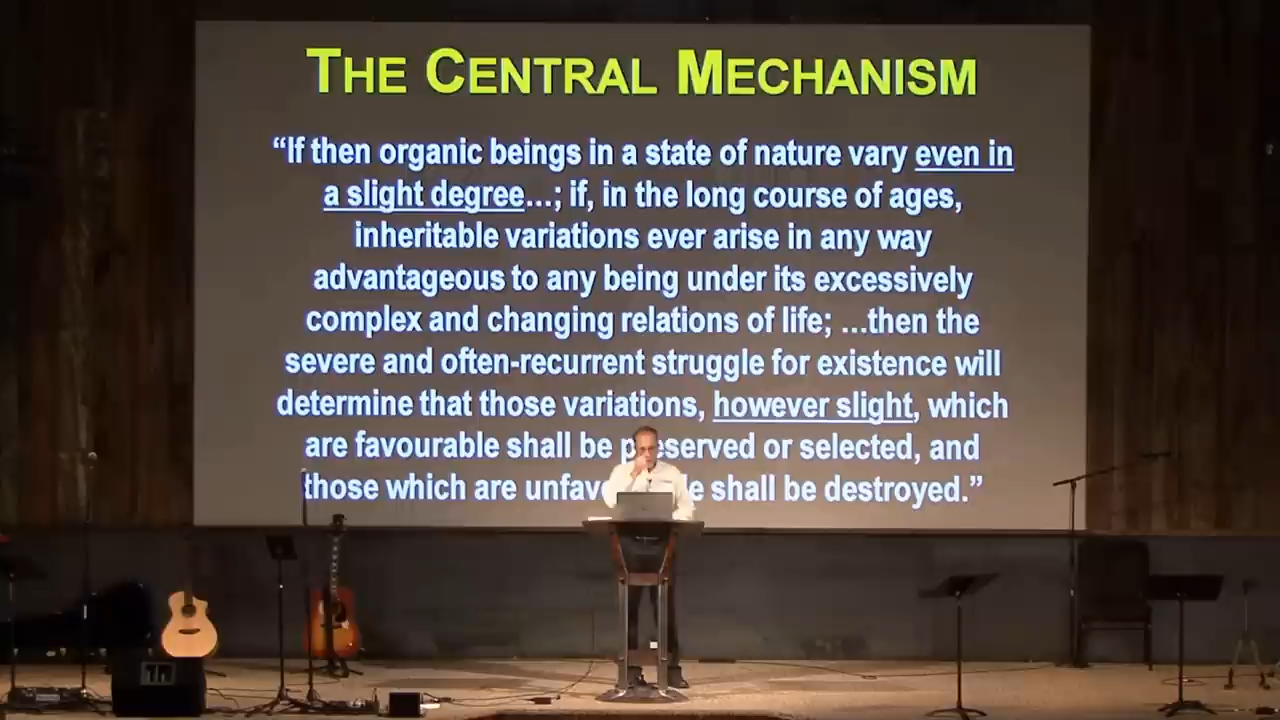 THE CENTRAL MECHANISM
“If then organic beings in a state of nature vary even in
a slight degree...; if, in the long course of ages,
inheritable variations ever arise in any way
advantageous to any being under its excessively
complex and changing relations of life; ...then the
severe and often-recurrent struggle for existence will
determine that those variations, however slight, which
are favourable shall be preserved or selected, and
those which are shall be destroyed.”